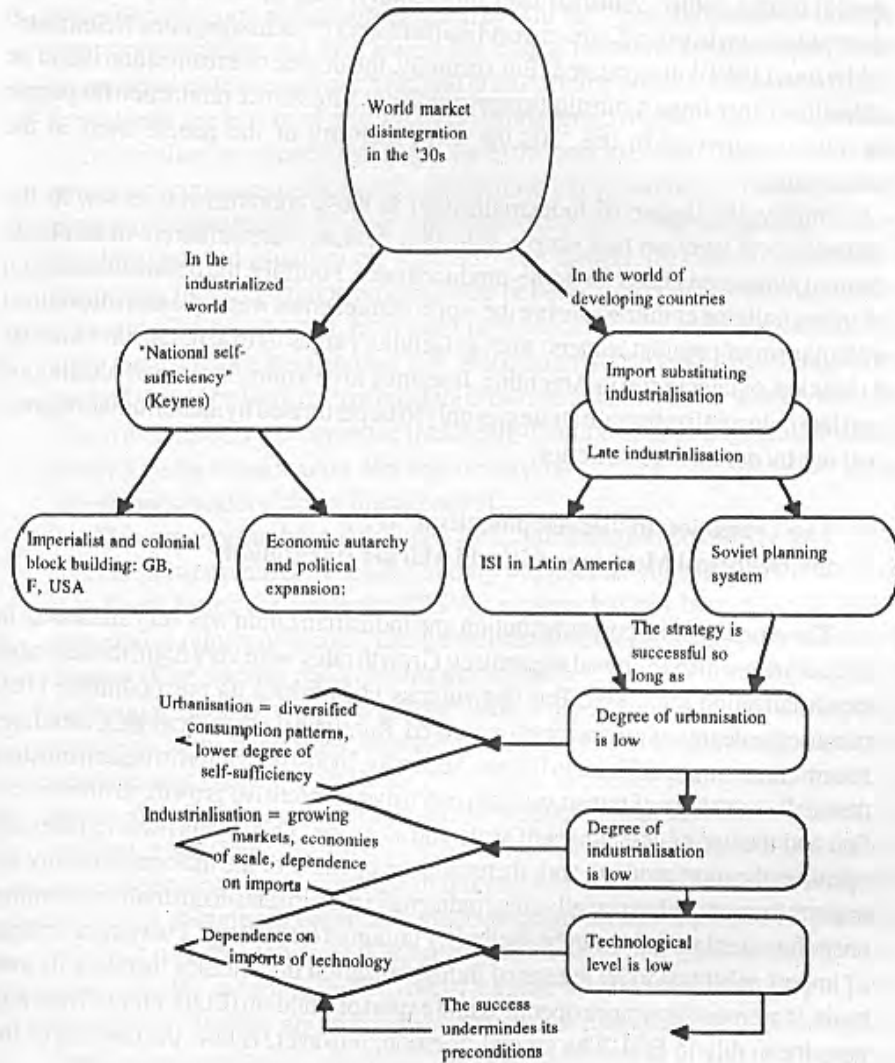 World market
disintegration
in the '30s
In the
industrialized
world
In the world of
developing countries
"National self-
sufficiency"
(Keynes)
Import substituting
industrialisation
Late industrialisation
Imperialist and colonial
block building: GB,
F, USA
Economic autarchy
and political
expansion:
ISI in Latin America
Soviet planning
system
The strategy is
successful so
long as
Urbanisation = diversified
consumption patterns,
lower degree of
self-sufficiency
Degree of urbanisation
is low
Industrialisation = growing
markets, economies
of scale, dependence
on imports
Degree of
industrialisation
is low
Dependence on
imports of technology
Technological
level is low
The success
undermindes its
preconditions